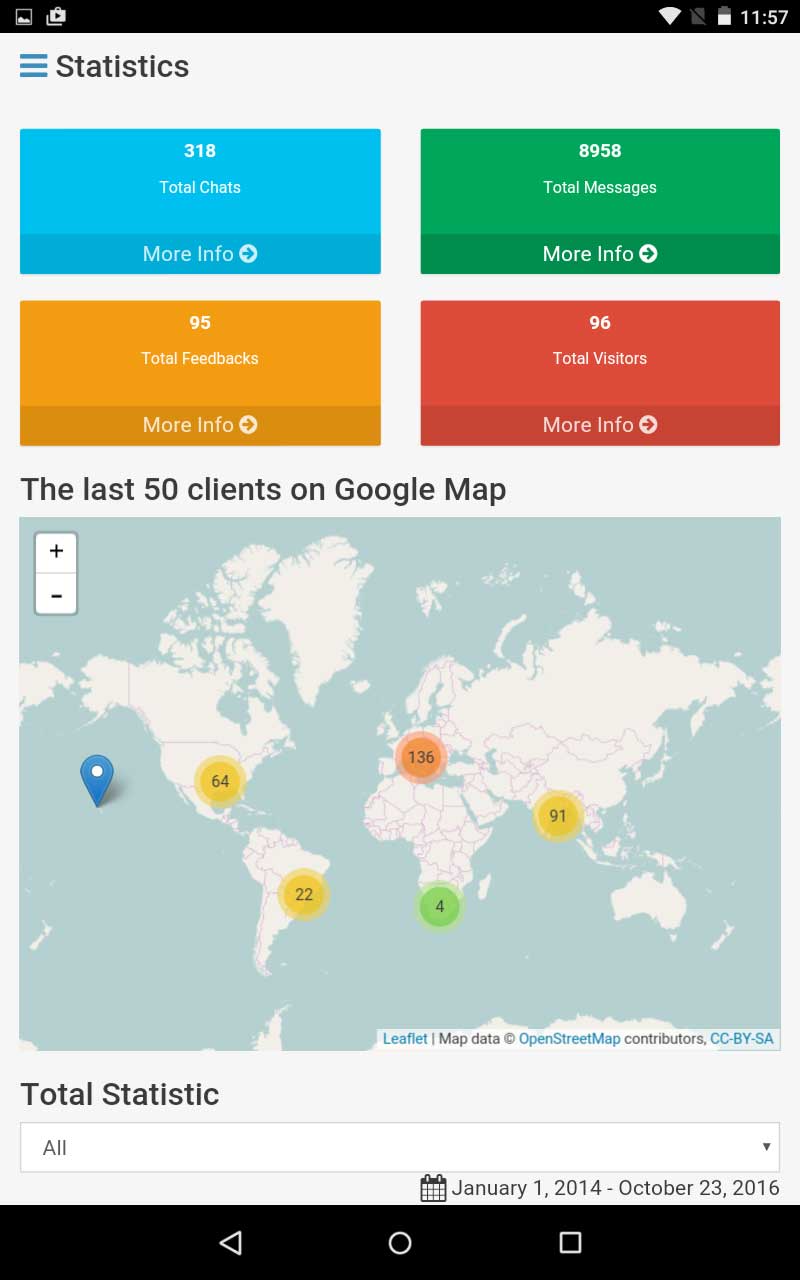 11:57
Statistics
318
Total Chats
More Info
8958
Total Messages
More Info
95
Total Feedbacks
More Info
96
Total Visitors
More Info
The last 50 clients on Google Map
+
-
136
64
91
22
4
Leaflet | Map data © OpenStreetMap contributors, CC-BY-SA
Total Statistic
All
January 1, 2014 - October 23, 2016